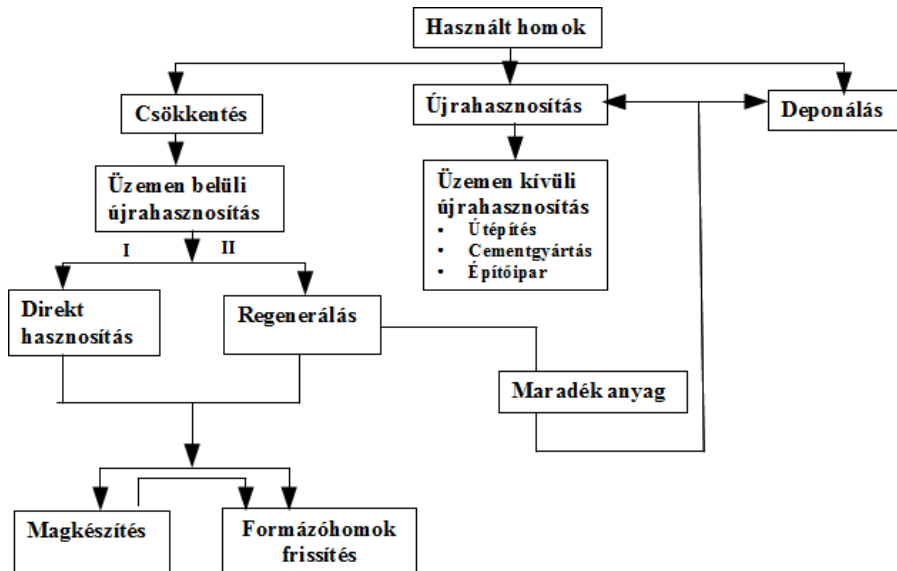 Használt homok
Csökkentés
Újrahasznosítás
Deponálás
Üzemen belüli
újrahasznosítás
Üzemen kívüli
újrahasznosítás
• Útépítés
• Cementgyártás
• Építőipar
I
II
Direkt
hasznosítás
Regenerálás
Maradék anyag
Magkészítés
Formázóhomok
frissítés